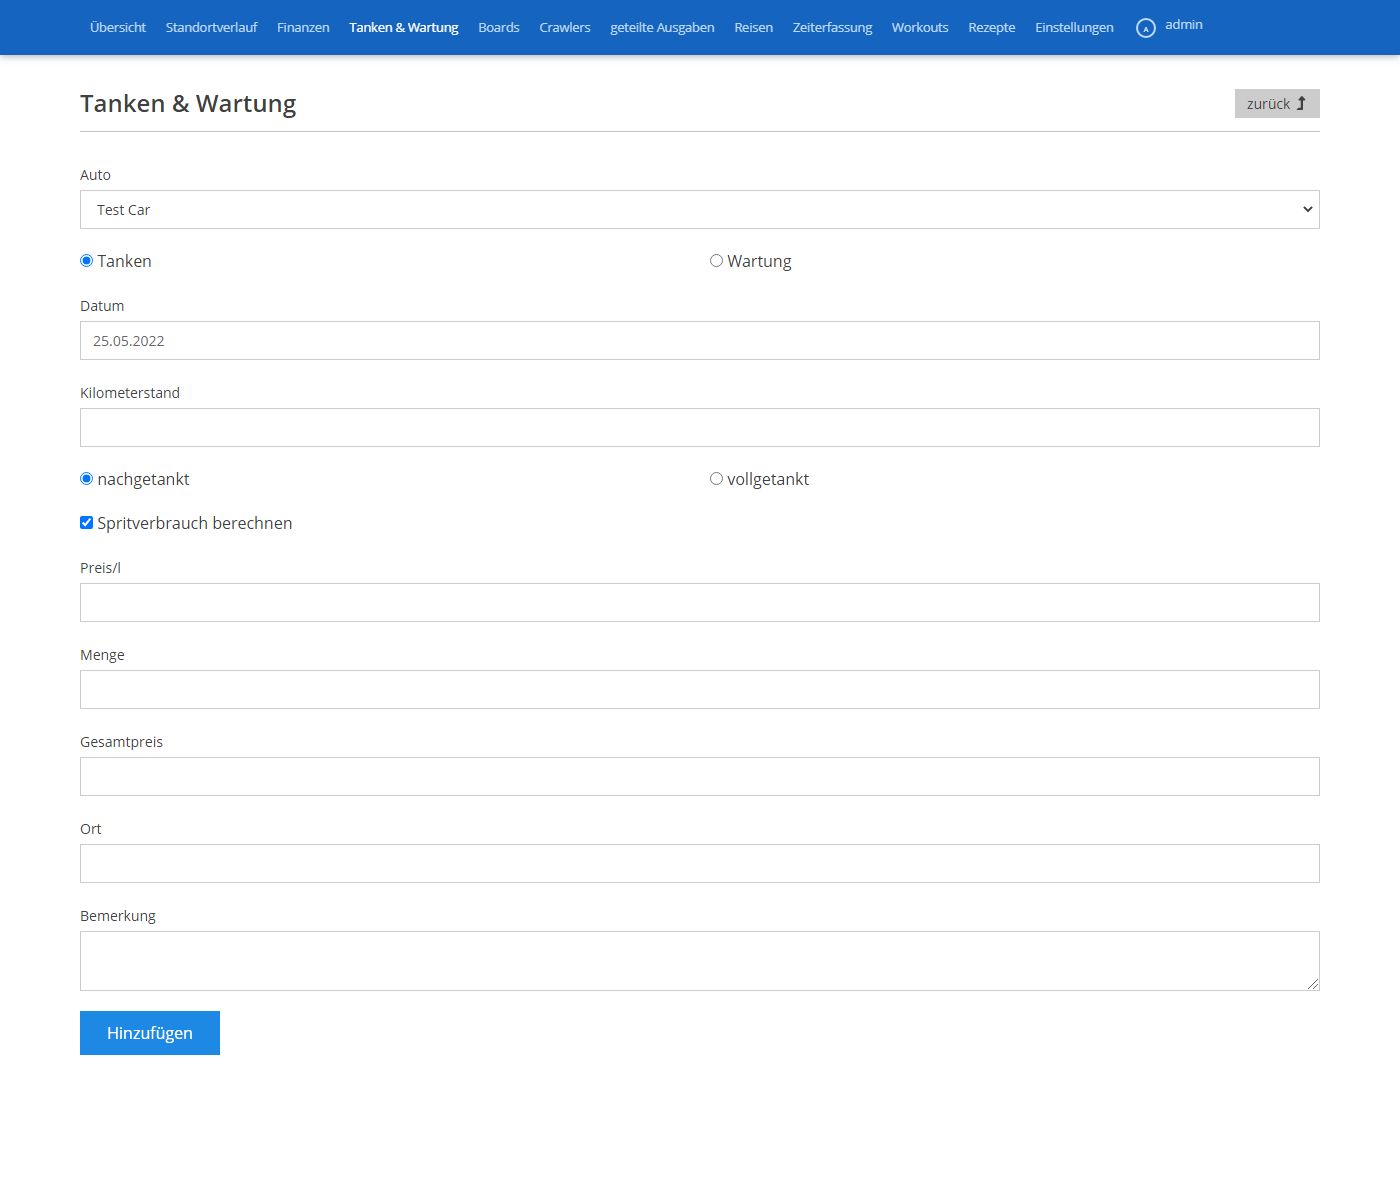 Übersicht Standortverlauf Finanzen Tanken & Wartung Boards Crawlers geteilte Ausgaben Reisen Zeiterfassung Workouts Rezepte Einstellungen A admin
Tanken & Wartung zurück
Auto
Test Car
Tanken Wartung
Datum
25.05.2022
Kilometerstand
nachgetankt vollgetankt
Spritverbrauch berechnen
Preis/l
Menge
Gesamtpreis
Ort
Bemerkung
Hinzufügen